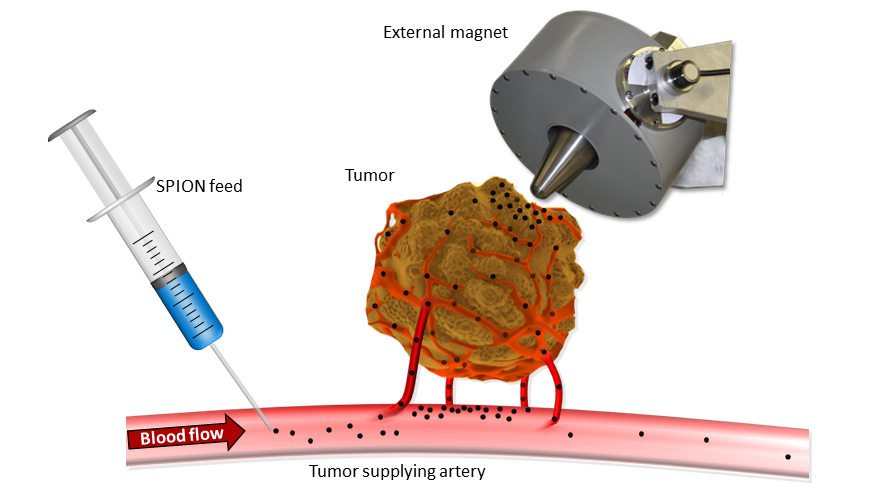 External magnet
Tumor
SPION feed
Blood flow
Tumor supplying artery